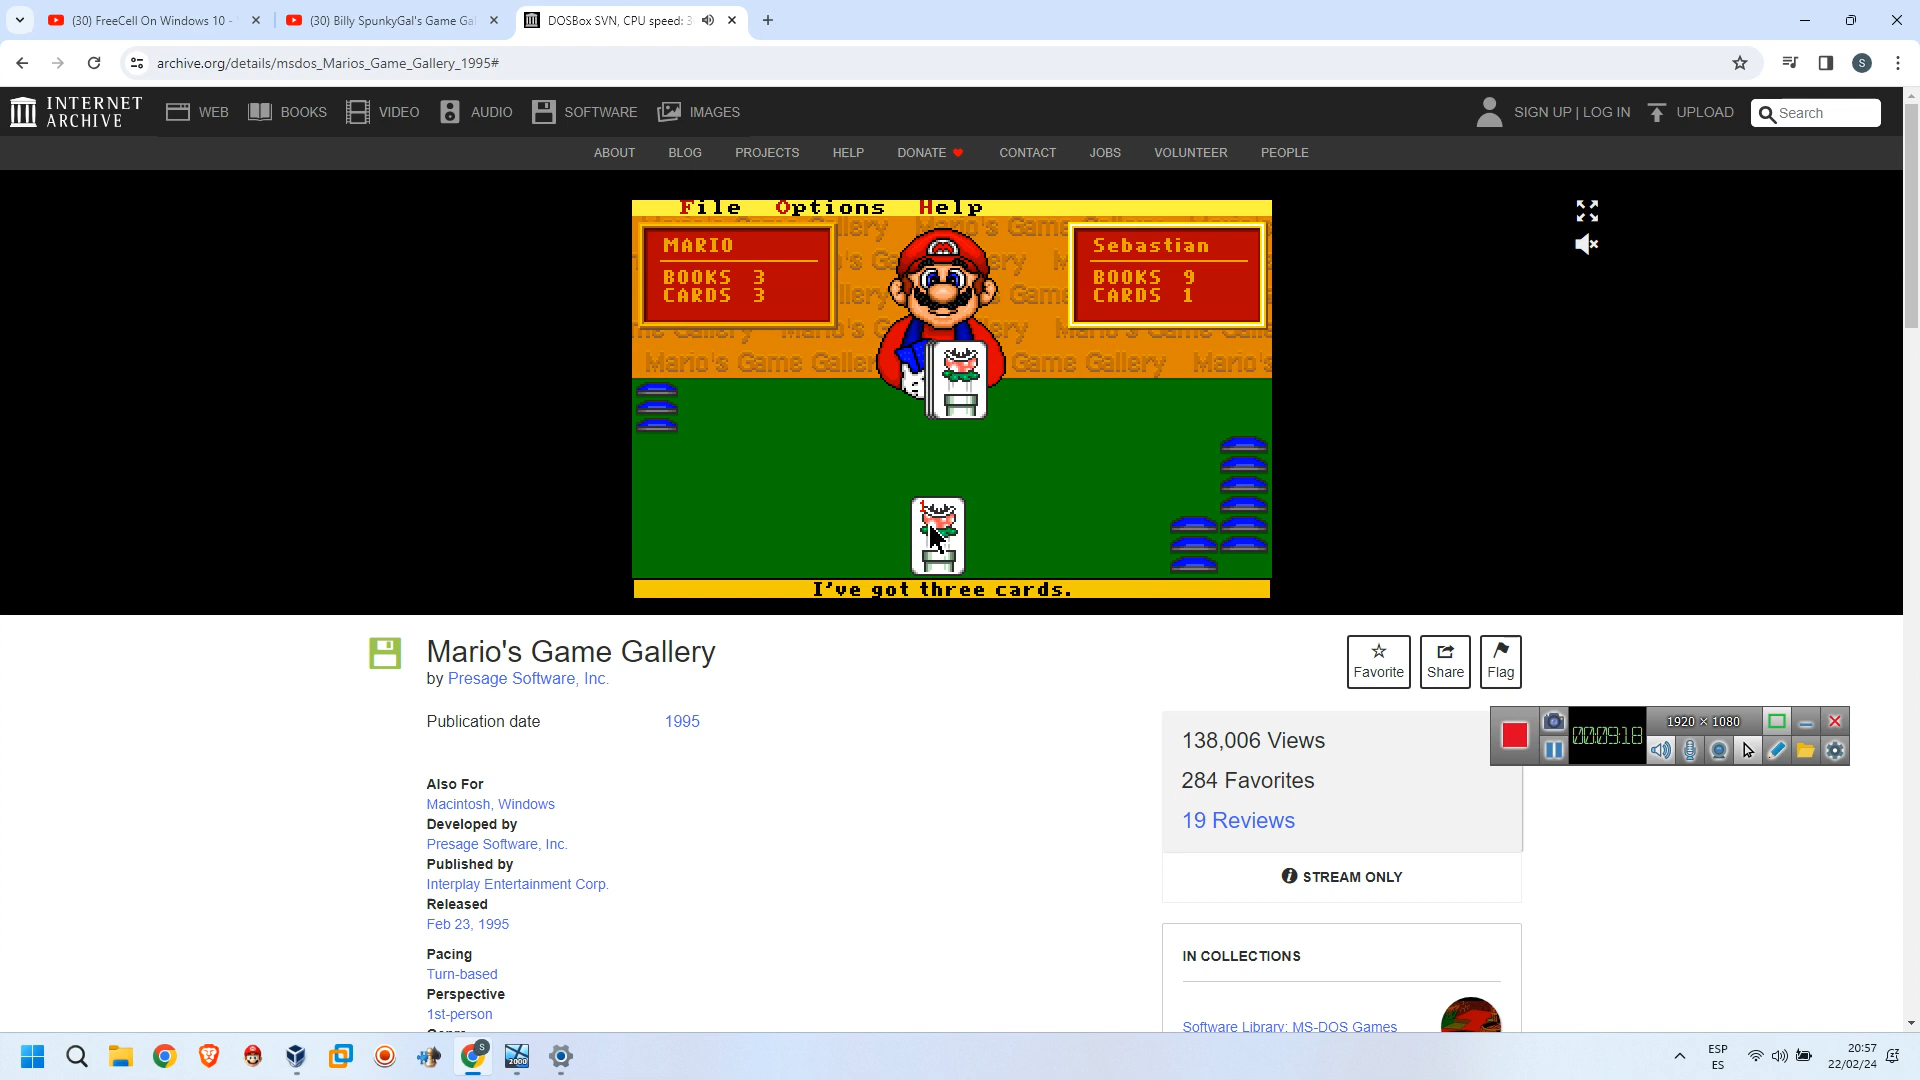 (30) FreeCell On Windows 10 -
(30) Billy SpunkyGal's Game Ga
DOSBox SVN, CPU speed: 3
archive.org/details/msdos_Marios_Game_Gallery_1995#
S
INTERNET ARCHIVE
WEB
BOOKS
VIDEO
AUDIO
SOFTWARE
IMAGES
SIGN UP | LOG IN
UPLOAD
Search
ABOUT
BLOG
PROJECTS
HELP
DONATE
CONTACT
JOBS
VOLUNTEER
PEOPLE
File Options Help
MARIO
BOOKS 3
CARDS 3
Sebastian
BOOKS 9
CARDS 1
Mario's Game Gallery
1
I've got three cards.
Mario's Game Gallery
by Presage Software, Inc.
Publication date 1995
Favorite
Share
Flag
Also For
Macintosh, Windows
Developed by
Presage Software, Inc.
Published by
Interplay Entertainment Corp.
Released
Feb 23, 1995
Pacing
Turn-based
Perspective
1st-person
138,006 Views
284 Favorites
19 Reviews
STREAM ONLY
IN COLLECTIONS
Software Library: MS-DOS Games
1920 × 1080
00:09:18
2000
S
ESP
ES
20:57
22/02/24